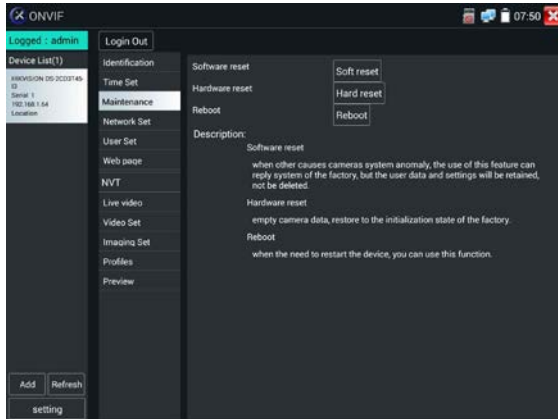 ONVIF
07:50
Logged : admin
Login Out
Device List(1)
HIKVISION DS-2CD3T45-
I3
Serial: 1
192.168.1.64
Location
Identification
Time Set
Maintenance
Network Set
User Set
Web page
NVT
Live video
Video Set
Imaging Set
Profiles
Preview
Software reset
Soft reset
Hardware reset
Hard reset
Reboot
Reboot
Description:
Software reset
when other causes cameras system anomaly, the use of this feature can
reply system of the factory, but the user data and settings will be retained,
not be deleted.
Hardware reset
empty camera data, restore to the initialization state of the factory.
Reboot
when the need to restart the device, you can use this function.
Add
Refresh
setting